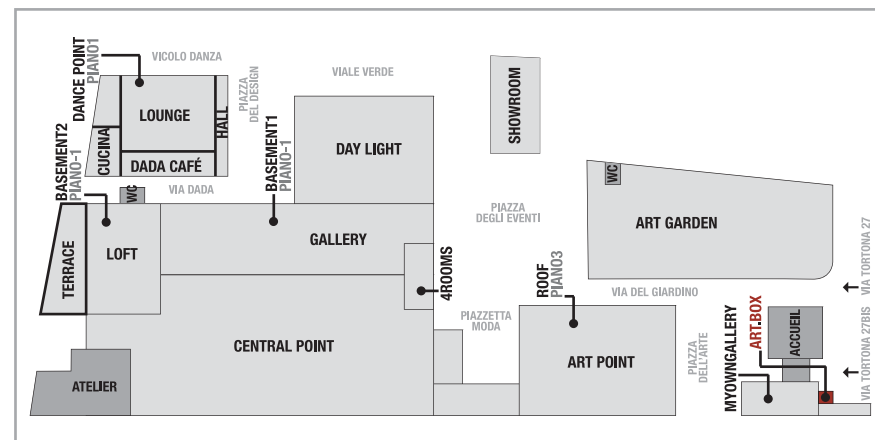 DANCE POINT
PIANO1
VICOLO DANZA
PIAZZA
DEL DESIGN
VIALE VERDE
LOUNGE
HALL
CUCINA
DADA CAFÉ
BASEMENT2
PIANO-1
WC
VIA DADA
BASEMENT1
PIANO-1
DAY LIGHT
SHOWROOM
WC
PIAZZA
DEGLI EVENTI
ART GARDEN
VIA TORTONA 27
TERRACE
LOFT
GALLERY
4ROOMS
ROOF
PIANO3
VIA DEL GIARDINO
PIAZZETTA
MODA
CENTRAL POINT
ART POINT
PIAZZA
DELL'ARTE
MYOWNGALLERY
ART.BOX
ACCUEIL
VIA TORTONA 27BIS
ATELIER